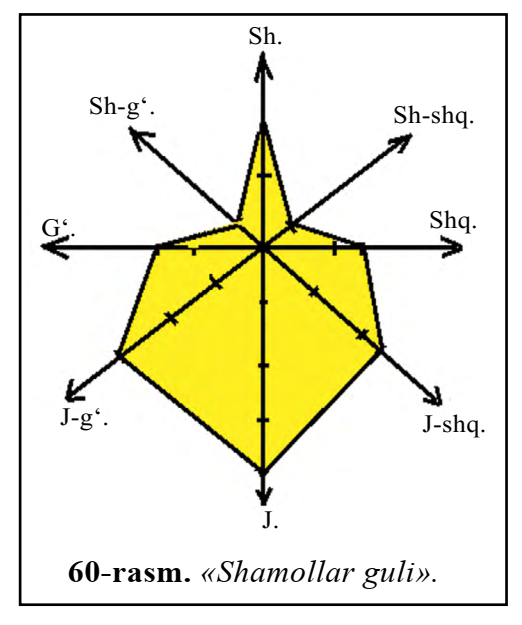 Sh.
Sh-g‘.
Sh-shq.
G‘.
Shq.
J-g‘.
J-shq.
J.
60-rasm. «Shamollar guli».